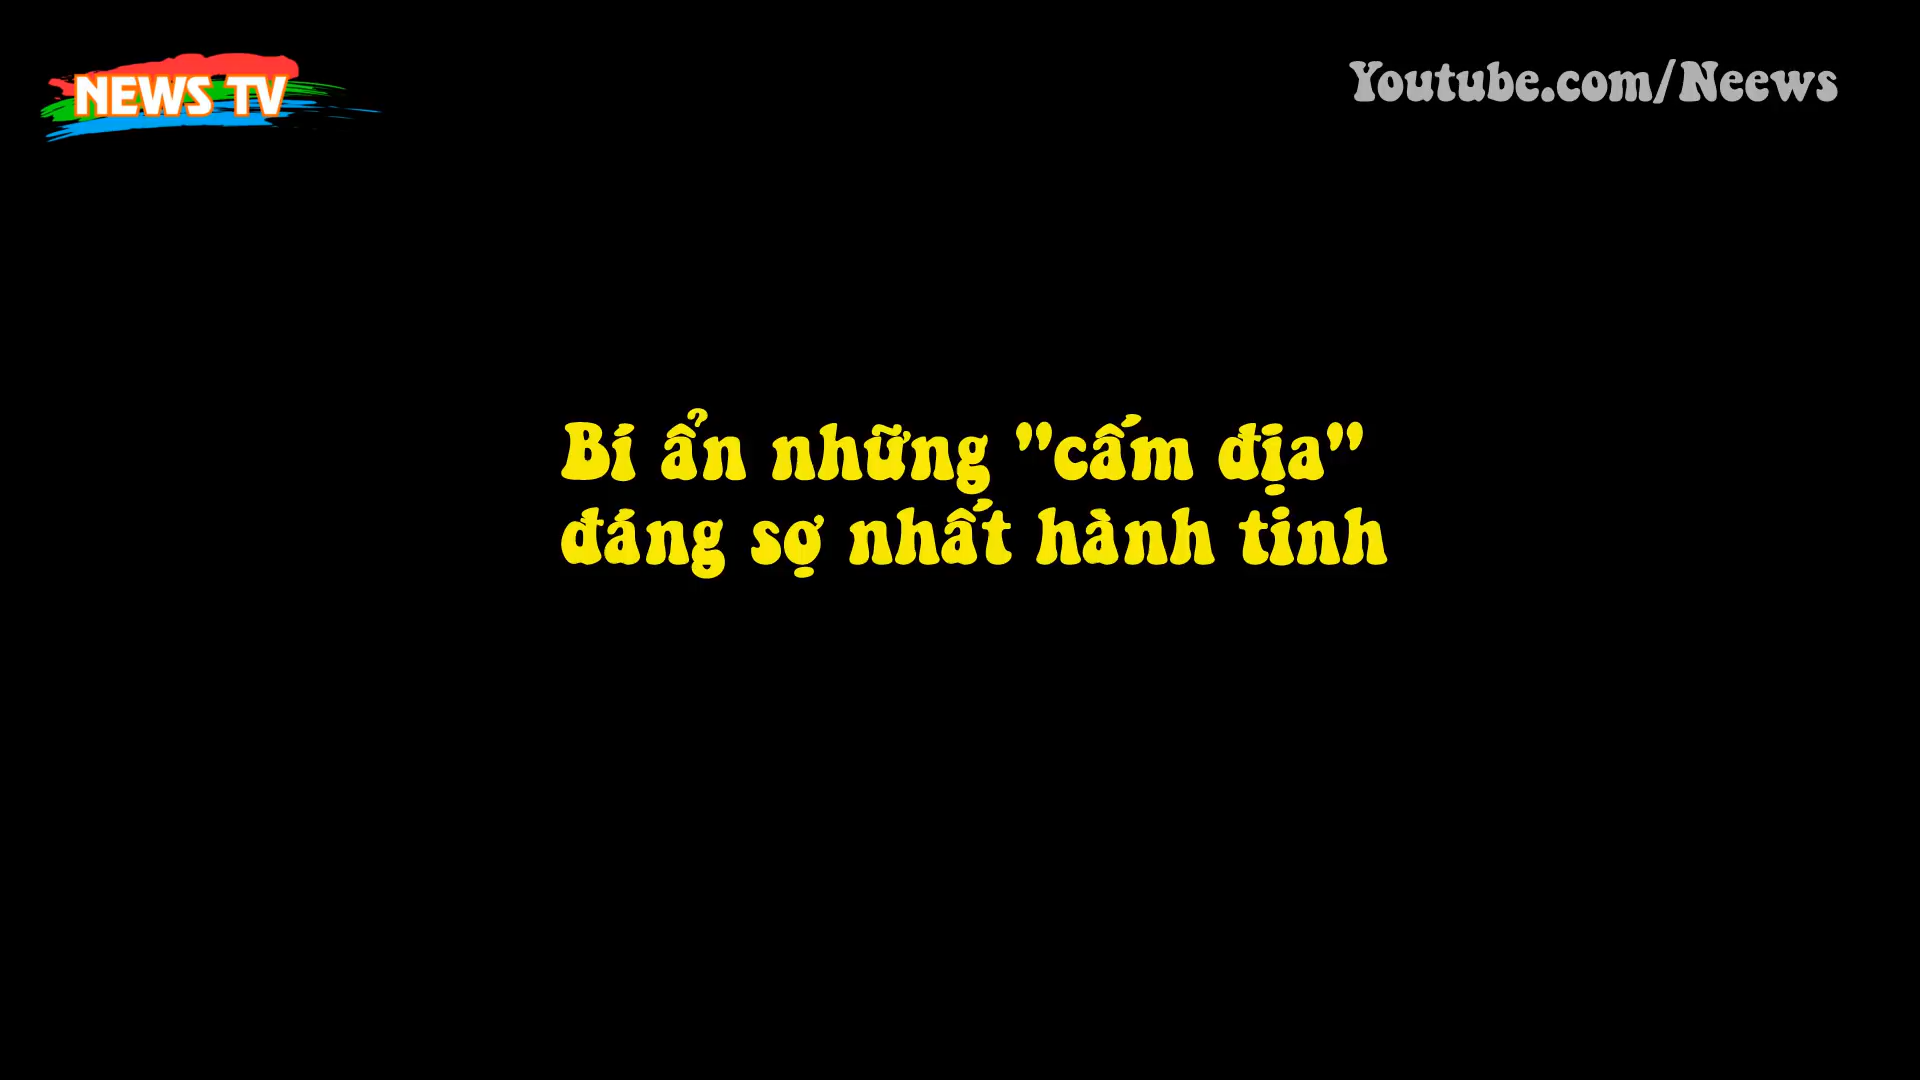 NEWS TV
Youtube.com/Neews
Bí ẩn những "cấm địa"
đáng sợ nhất hành tinh